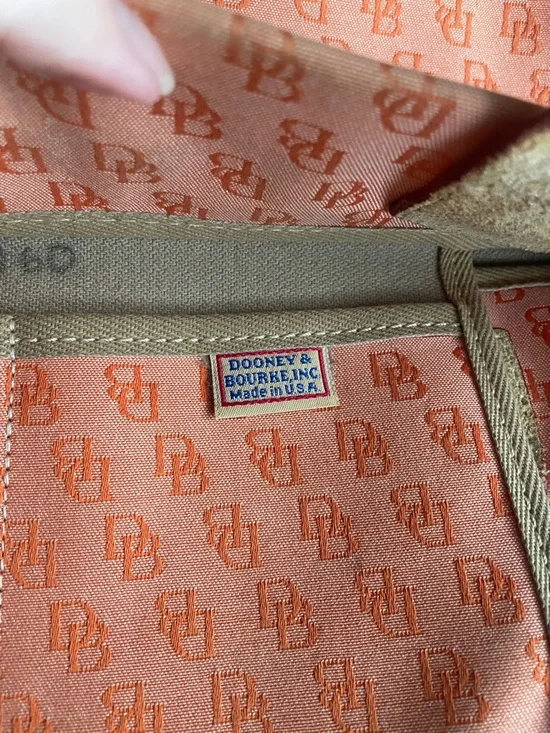 DOONEY &
BOURKE, INC.
Made in U.S.A.